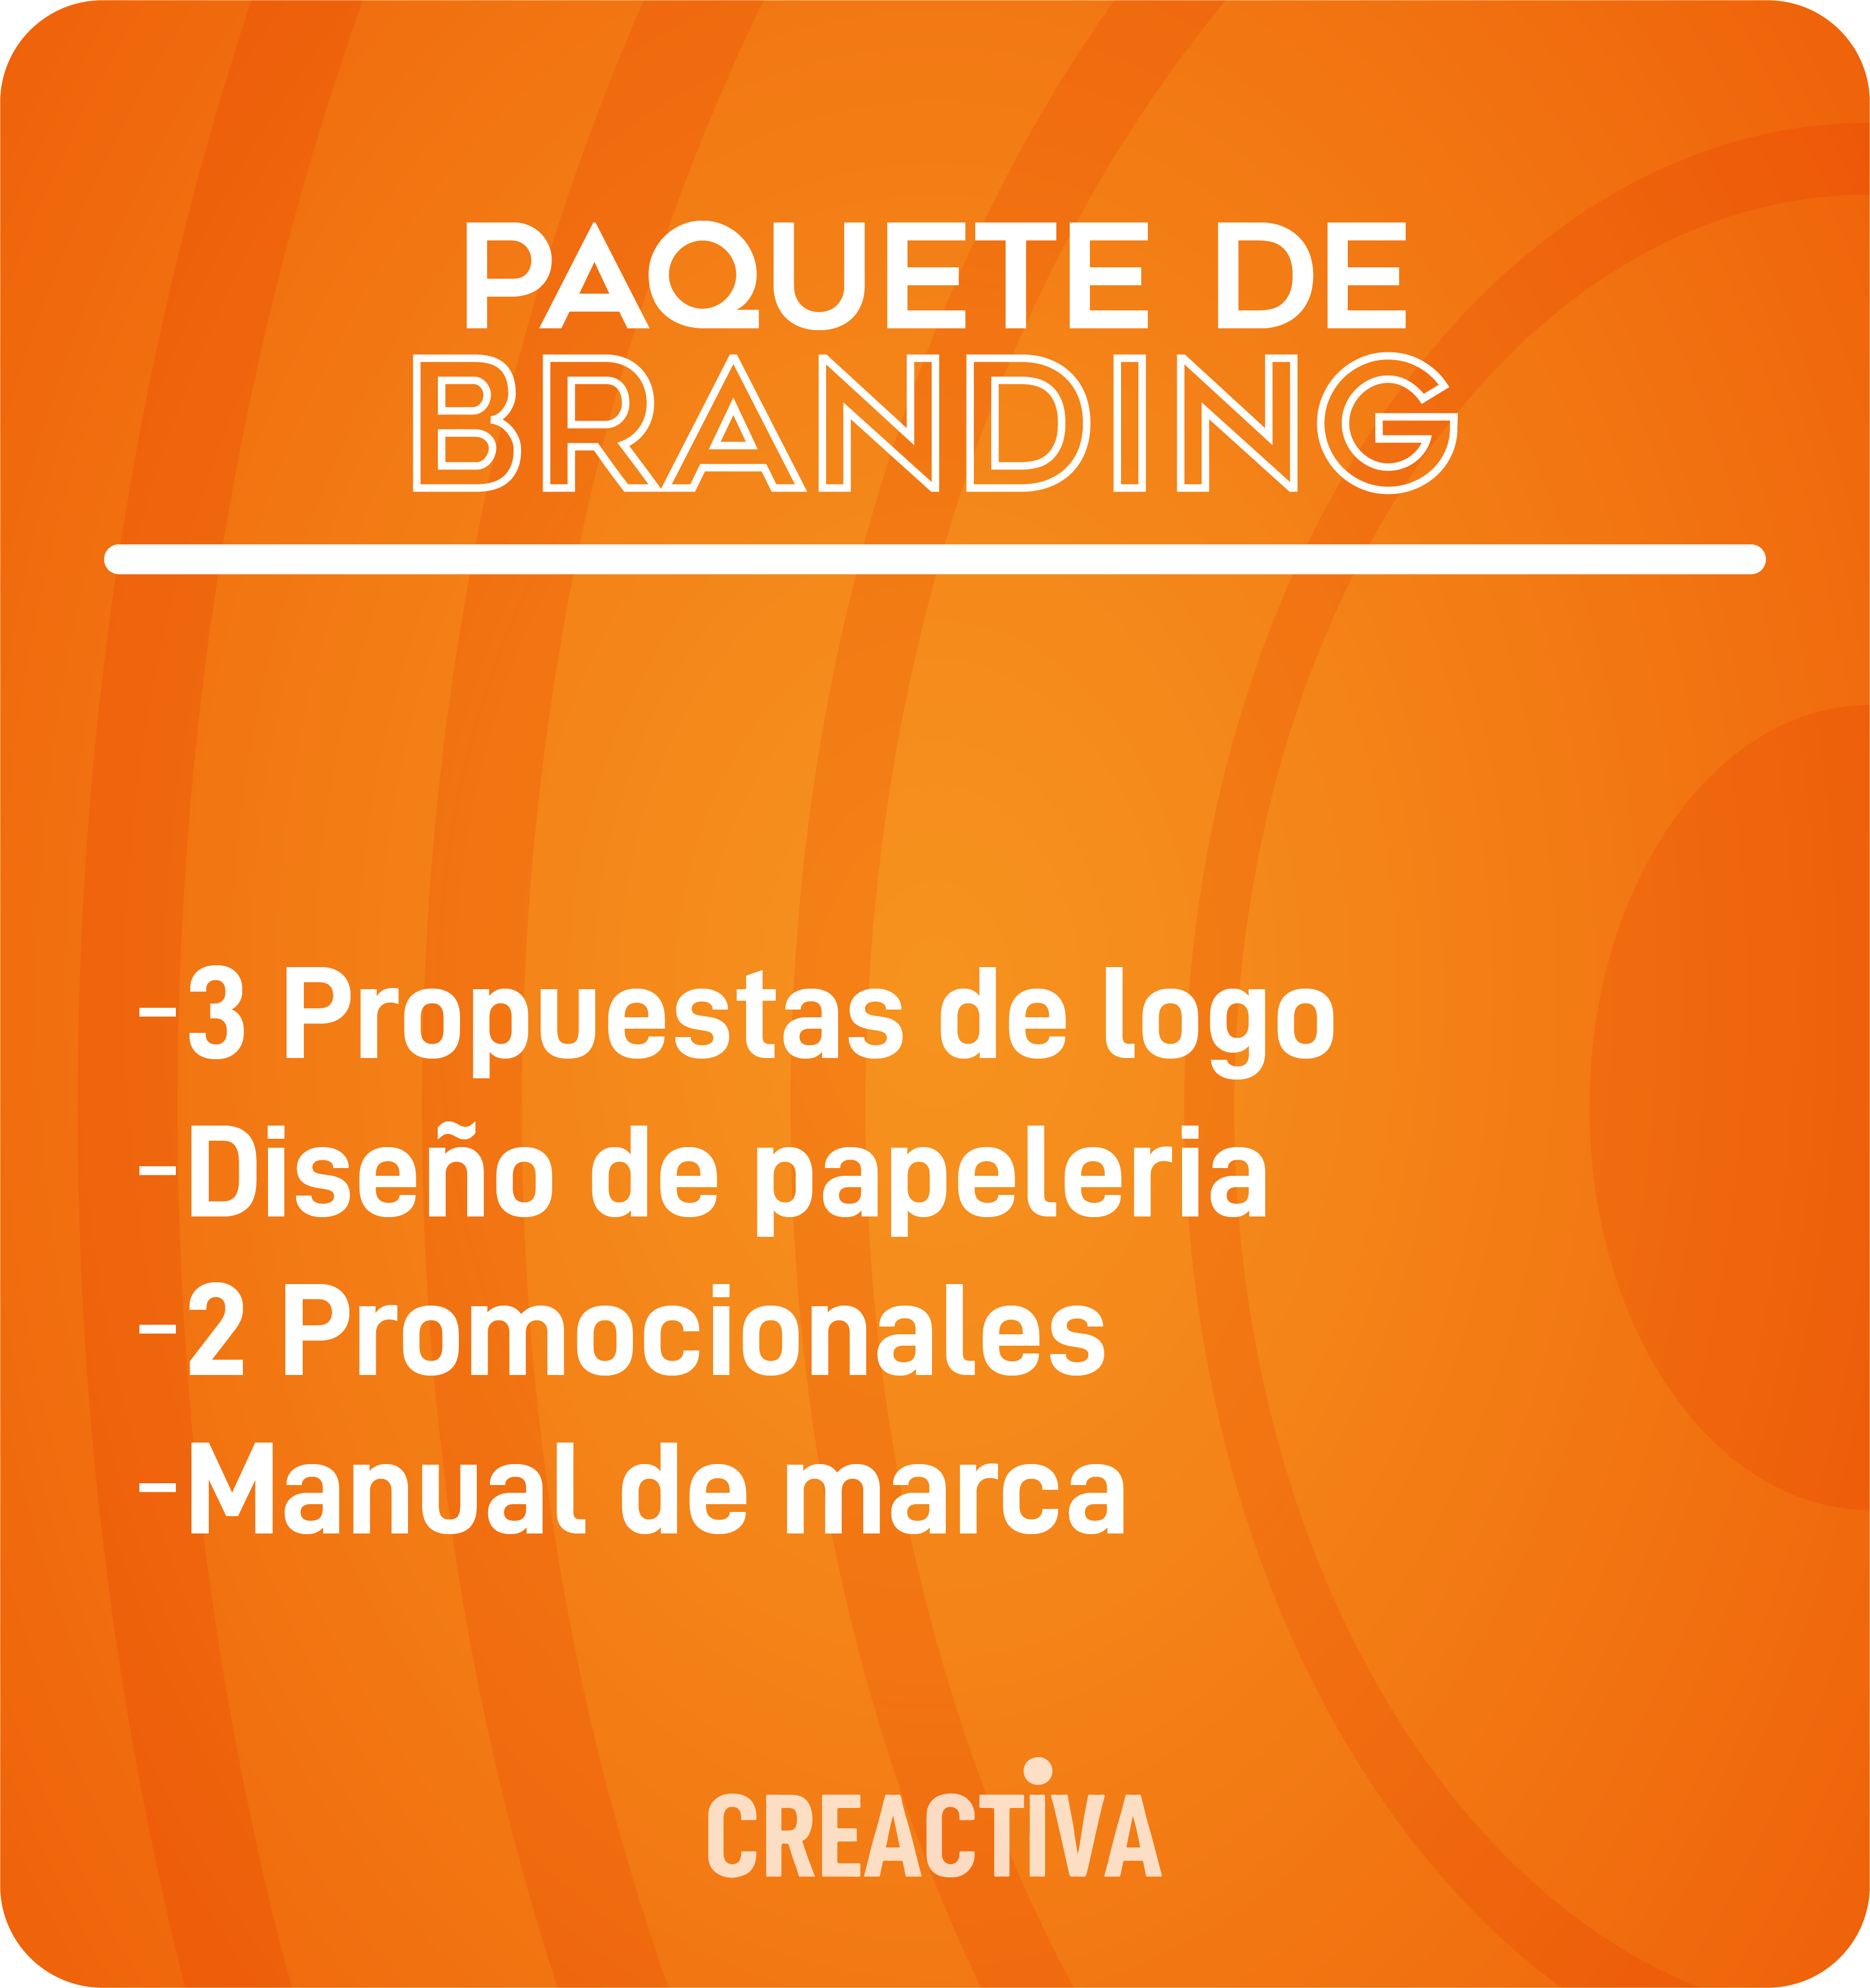 PAQUETE DE
BRANDING
-3 Propuestas de logo
-Diseño de papeleria
-2 Promocionales
-Manual de marca
CREACTIVA